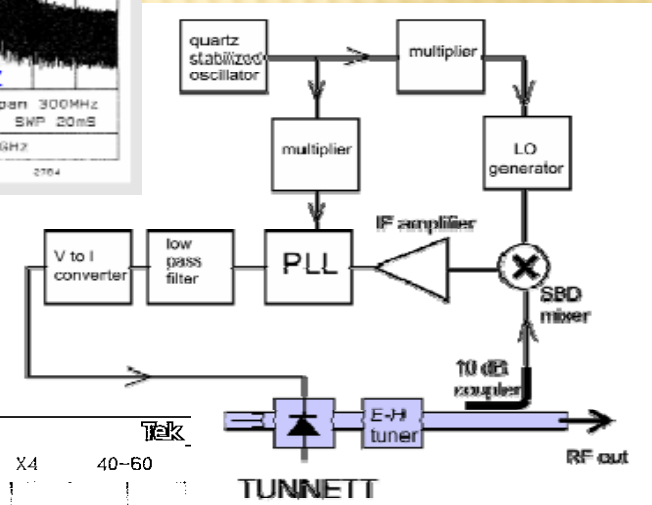 quartz
stabilized
oscillator
multiplier
pan 300MHz
SWP 20mS
GHz
2764
multiplier
LO
generator
IF amplifier
V to I
converter
low
pass
filter
PLL
SBD
mixer
10 dB
coupler
E-H
tuner
RF out
TUNNETT
Tek
X4 40~60